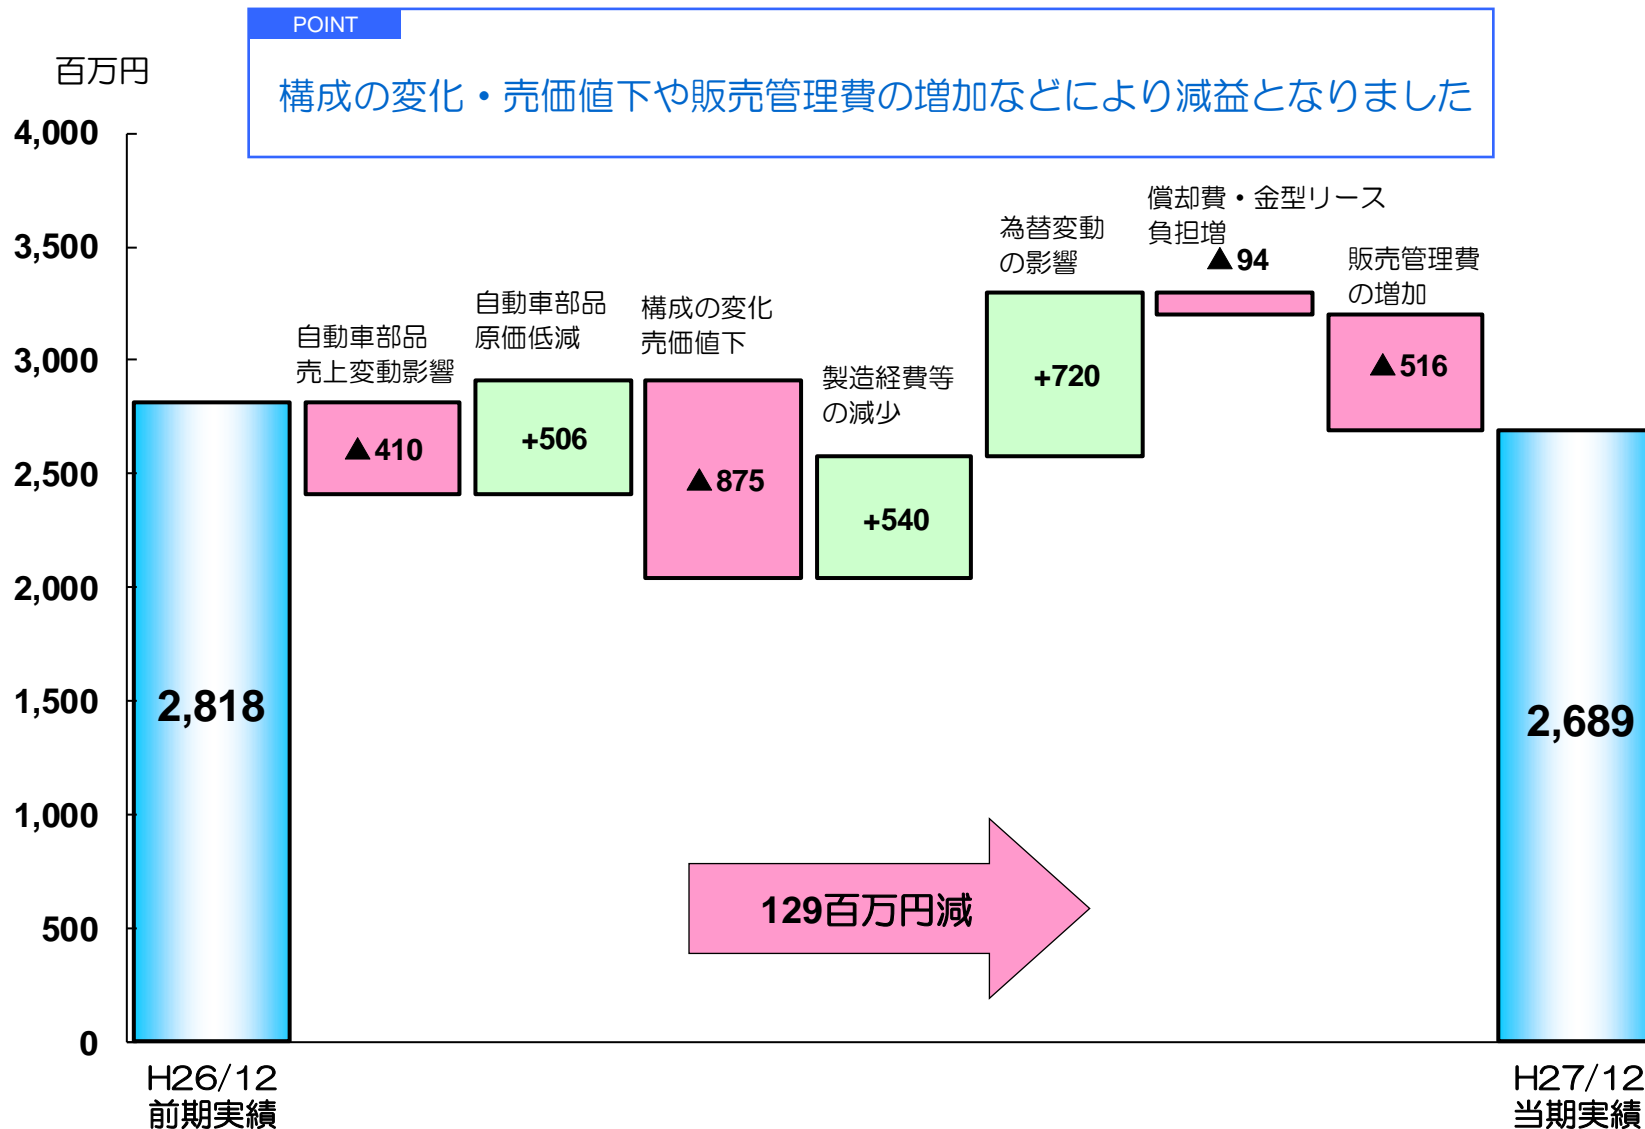 POINT
構成の変化・売価値下や販売管理費の増加などにより減益となりました
百万円
4,000
3,500
3,000
2,500
2,000
1,500
1,000
500
0
2,818
自動車部品
売上変動影響
▲410
自動車部品
原価低減
+506
構成の変化
売価値下
▲875
製造経費等
の減少
+540
為替変動
の影響
+720
償却費・金型リース
負担増
▲94
販売管理費
の増加
▲516
2,689
129百万円減
H26/12
前期実績
H27/12
当期実績